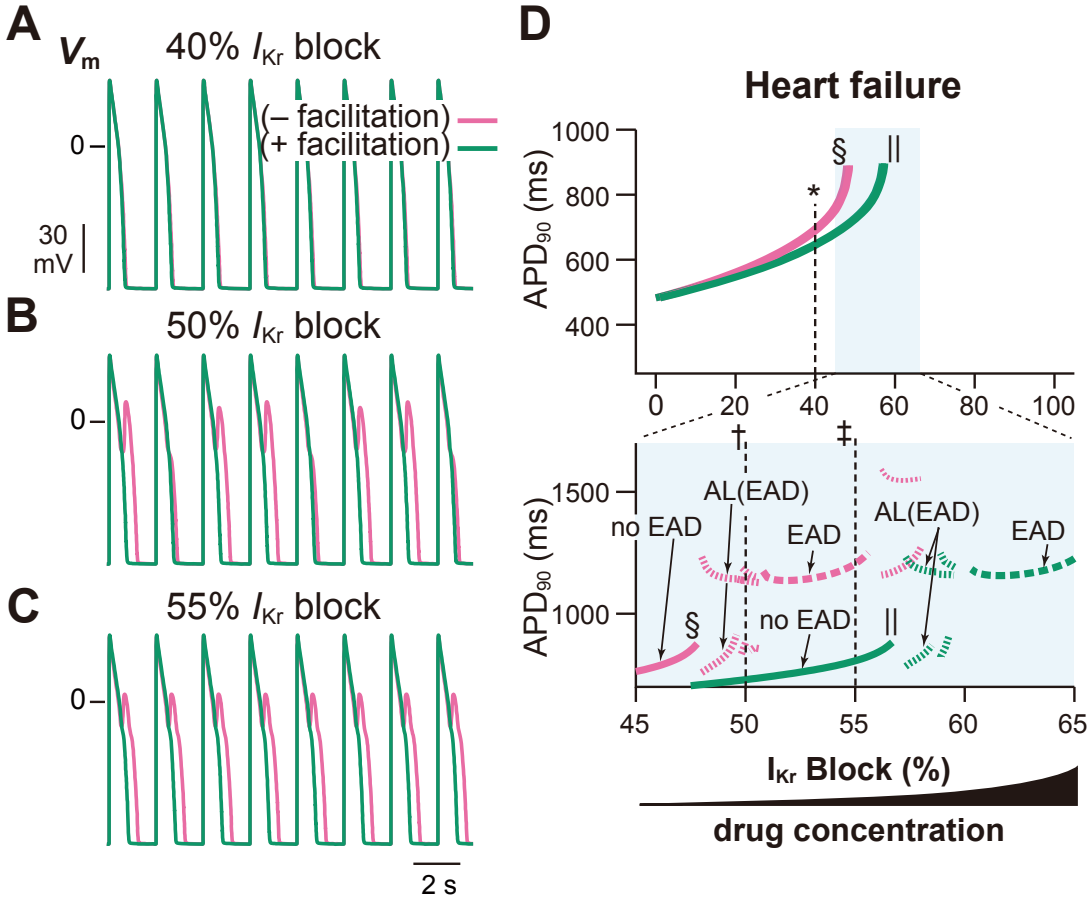 A
V_m
40% I_Kr block
(– facilitation)
(+ facilitation)
0
30
mV
B
50% I_Kr block
0
C
55% I_Kr block
0
2 s
D
Heart failure
APD_90 (ms)
1000
800
600
400
§
||
*
0 20 40 60 80 100
†
‡
APD_90 (ms)
1500
1000
no EAD
AL(EAD)
EAD
AL(EAD)
EAD
§
no EAD
||
45 50 55 60 65
I_Kr Block (%)
drug concentration